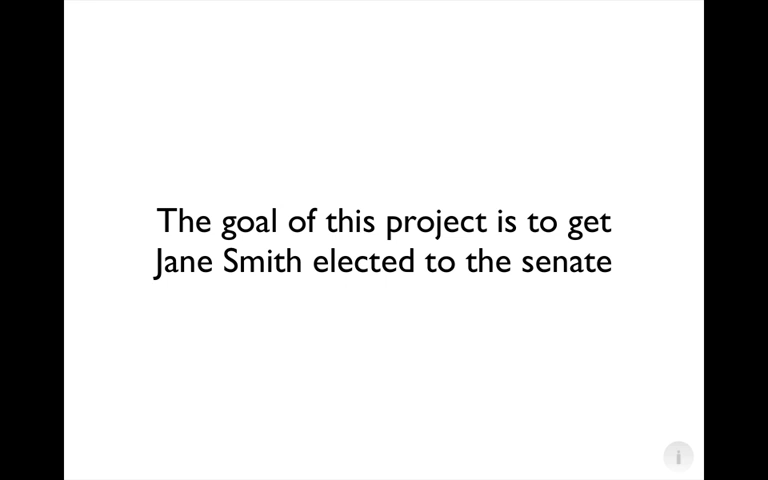 The goal of this project is to get
Jane Smith elected to the senate
i